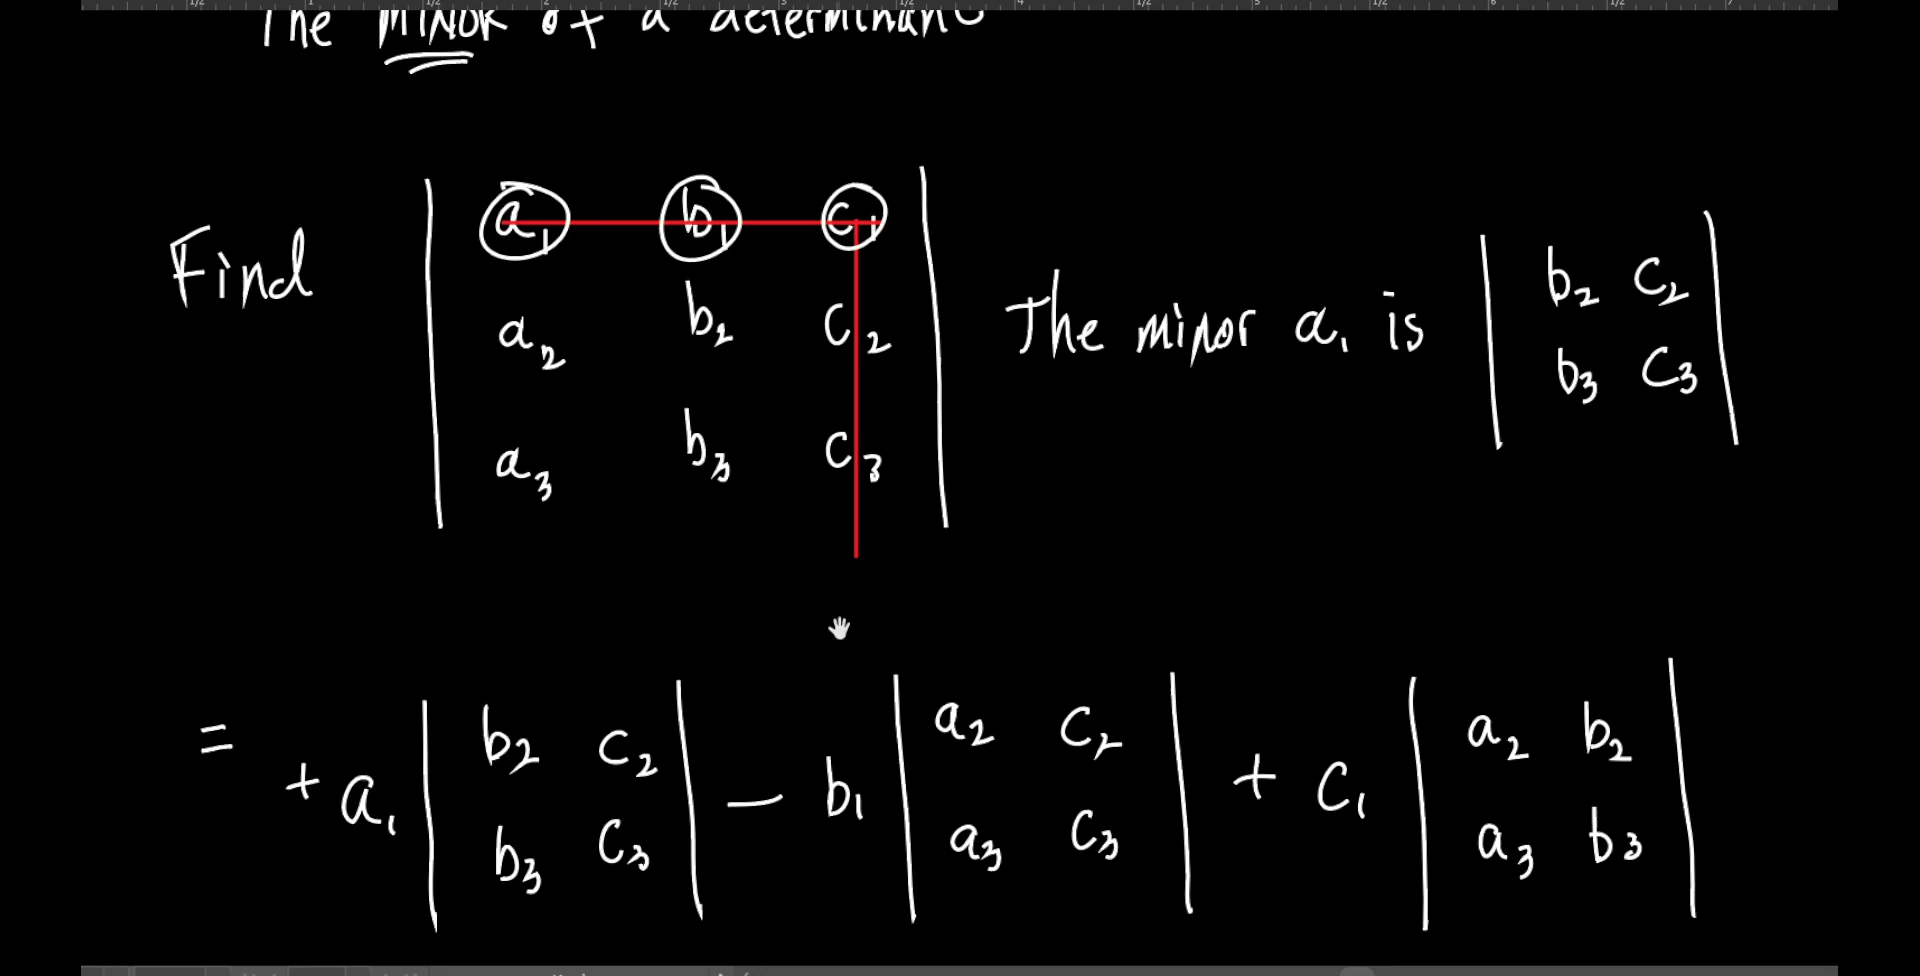 The MINOR of a determinant
Find | a₁ b₁ c₁ |
| a₂ b₂ c₂ |
| a₃ b₃ c₃ |
The minor a₁ is | b₂ c₂ |
| b₃ c₃ |
= + a₁ | b₂ c₂ | − b₁ | a₂ c₂ | + c₁ | a₂ b₂ |
| b₃ c₃ | | a₃ c₃ | | a₃ b₃ |